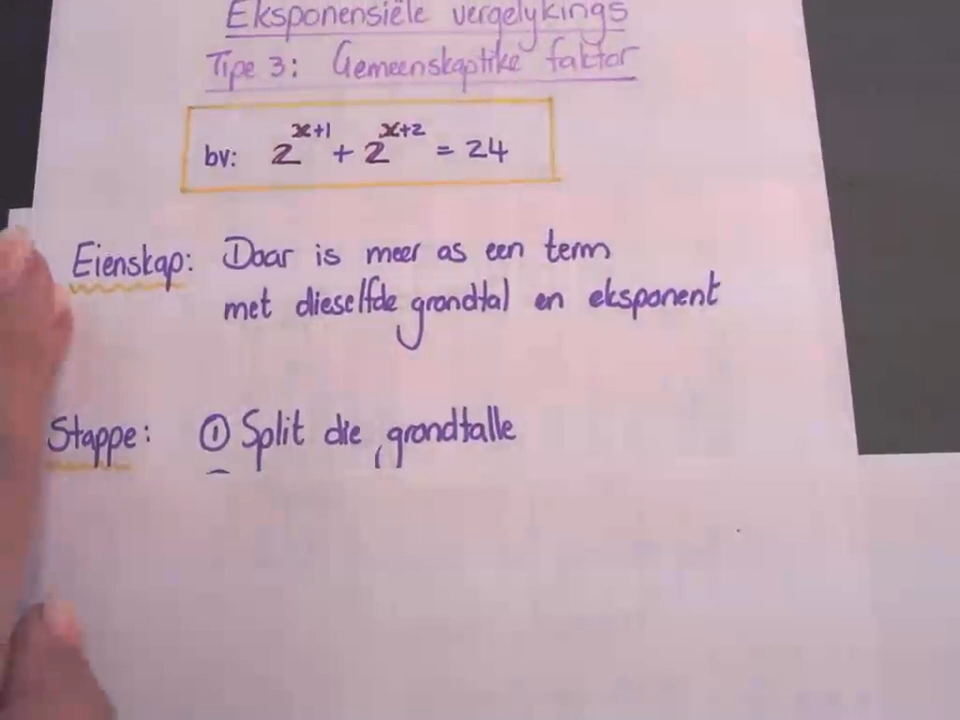 Eksponensiële vergelykings
Tipe 3: Gemeenskaptike faktor
bv: 2^{x+1} + 2^{x+2} = 24
Eienskap: Daar is meer as een term
met dieselfde grondtal en eksponent
Stappe: ① Split die grondtalle